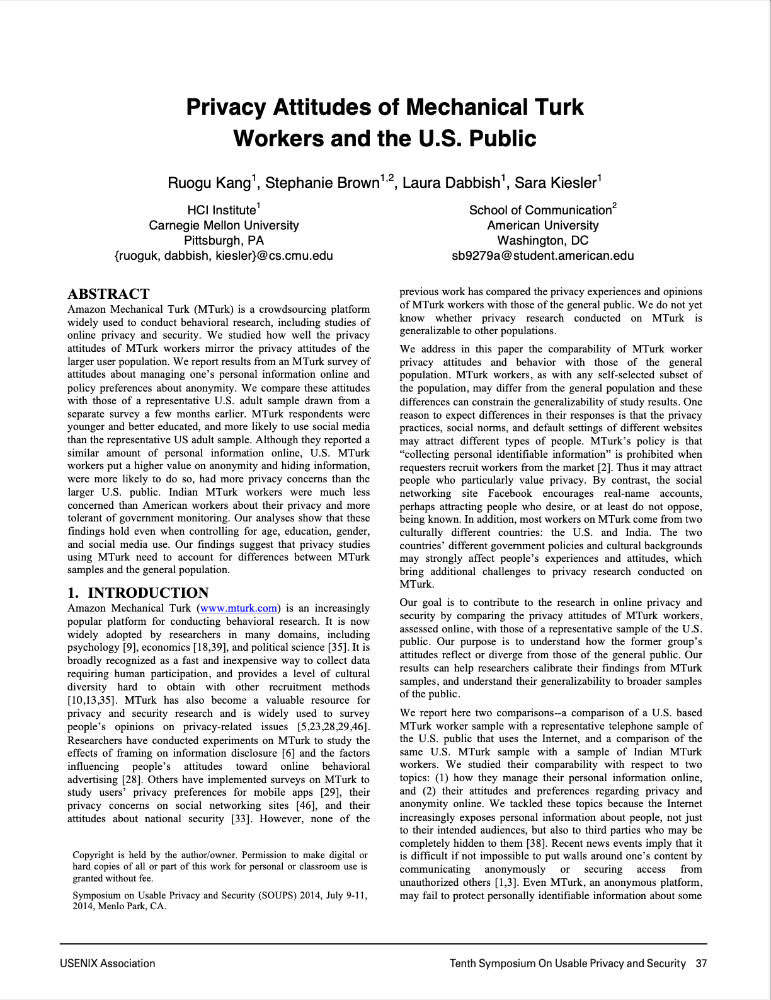 Privacy Attitudes of Mechanical Turk
Workers and the U.S. Public
Ruogu Kang1, Stephanie Brown1,2, Laura Dabbish1, Sara Kiesler1
HCI Institute1
Carnegie Mellon University
Pittsburgh, PA
{ruoguk, dabbish, kiesler}@cs.cmu.edu
School of Communication2
American University
Washington, DC
sb9279a@student.american.edu
ABSTRACT
Amazon Mechanical Turk (MTurk) is a crowdsourcing platform
widely used to conduct behavioral research, including studies of
online privacy and security. We studied how well the privacy
attitudes of MTurk workers mirror the privacy attitudes of the
larger user population. We report results from an MTurk survey of
attitudes about managing one's personal information online and
policy preferences about anonymity. We compare these attitudes
with those of a representative U.S. adult sample drawn from a
separate survey a few months earlier. MTurk respondents were
younger and better educated, and more likely to use social media
than the representative US adult sample. Although they reported a
similar amount of personal information online, U.S. MTurk
workers put a higher value on anonymity and hiding information,
were more likely to do so, had more privacy concerns than the
larger U.S. public. Indian MTurk workers were much less
concerned than American workers about their privacy and more
tolerant of government monitoring. Our analyses show that these
findings hold even when controlling for age, education, gender,
and social media use. Our findings suggest that privacy studies
using MTurk need to account for differences between MTurk
samples and the general population.
1. INTRODUCTION
Amazon Mechanical Turk (www.mturk.com) is an increasingly
popular platform for conducting behavioral research. It is now
widely adopted by researchers in many domains, including
psychology [9], economics [18,39], and political science [35]. It is
broadly recognized as a fast and inexpensive way to collect data
requiring human participation, and provides a level of cultural
diversity hard to obtain with other recruitment methods
[10,13,35]. MTurk has also become a valuable resource for
privacy and security research and is widely used to survey
people's opinions on privacy-related issues [5,23,28,29,46].
Researchers have conducted experiments on MTurk to study the
effects of framing on information disclosure [6] and the factors
influencing people's attitudes toward online behavioral
advertising [28]. Others have implemented surveys on MTurk to
study users' privacy preferences for mobile apps [29], their
privacy concerns on social networking sites [46], and their
attitudes about national security [33]. However, none of the
Copyright is held by the author/owner. Permission to make digital or
hard copies of all or part of this work for personal or classroom use is
granted without fee.
Symposium on Usable Privacy and Security (SOUPS) 2014, July 9-11,
2014, Menlo Park, CA.
previous work has compared the privacy experiences and opinions
of MTurk workers with those of the general public. We do not yet
know whether privacy research conducted on MTurk is
generalizable to other populations.
We address in this paper the comparability of MTurk worker
privacy attitudes and behavior with those of the general
population. MTurk workers, as with any self-selected subset of
the population, may differ from the general population and these
differences can constrain the generalizability of study results. One
reason to expect differences in their responses is that the privacy
practices, social norms, and default settings of different websites
may attract different types of people. MTurk's policy is that
“collecting personal identifiable information” is prohibited when
requesters recruit workers from the market [2]. Thus it may attract
people who particularly value privacy. By contrast, the social
networking site Facebook encourages real-name accounts,
perhaps attracting people who desire, or at least do not oppose,
being known. In addition, most workers on MTurk come from two
culturally different countries: the U.S. and India. The two
countries' different government policies and cultural backgrounds
may strongly affect people's experiences and attitudes, which
bring additional challenges to privacy research conducted on
MTurk.
Our goal is to contribute to the research in online privacy and
security by comparing the privacy attitudes of MTurk workers,
assessed online, with those of a representative sample of the U.S.
public. Our purpose is to understand how the former group's
attitudes reflect or diverge from those of the general public. Our
results can help researchers calibrate their findings from MTurk
samples, and understand their generalizability to broader samples
of the public.
We report here two comparisons--a comparison of a U.S. based
MTurk worker sample with a representative telephone sample of
the U.S. public that uses the Internet, and a comparison of the
same U.S. MTurk sample with a sample of Indian MTurk
workers. We studied their comparability with respect to two
topics: (1) how they manage their personal information online,
and (2) their attitudes and preferences regarding privacy and
anonymity online. We tackled these topics because the Internet
increasingly exposes personal information about people, not just
to their intended audiences, but also to third parties who may be
completely hidden to them [38]. Recent news events imply that it
is difficult if not impossible to put walls around one's content by
communicating anonymously or securing access from
unauthorized others [1,3]. Even MTurk, an anonymous platform,
may fail to protect personally identifiable information about some
USENIX Association
Tenth Symposium On Usable Privacy and Security 37